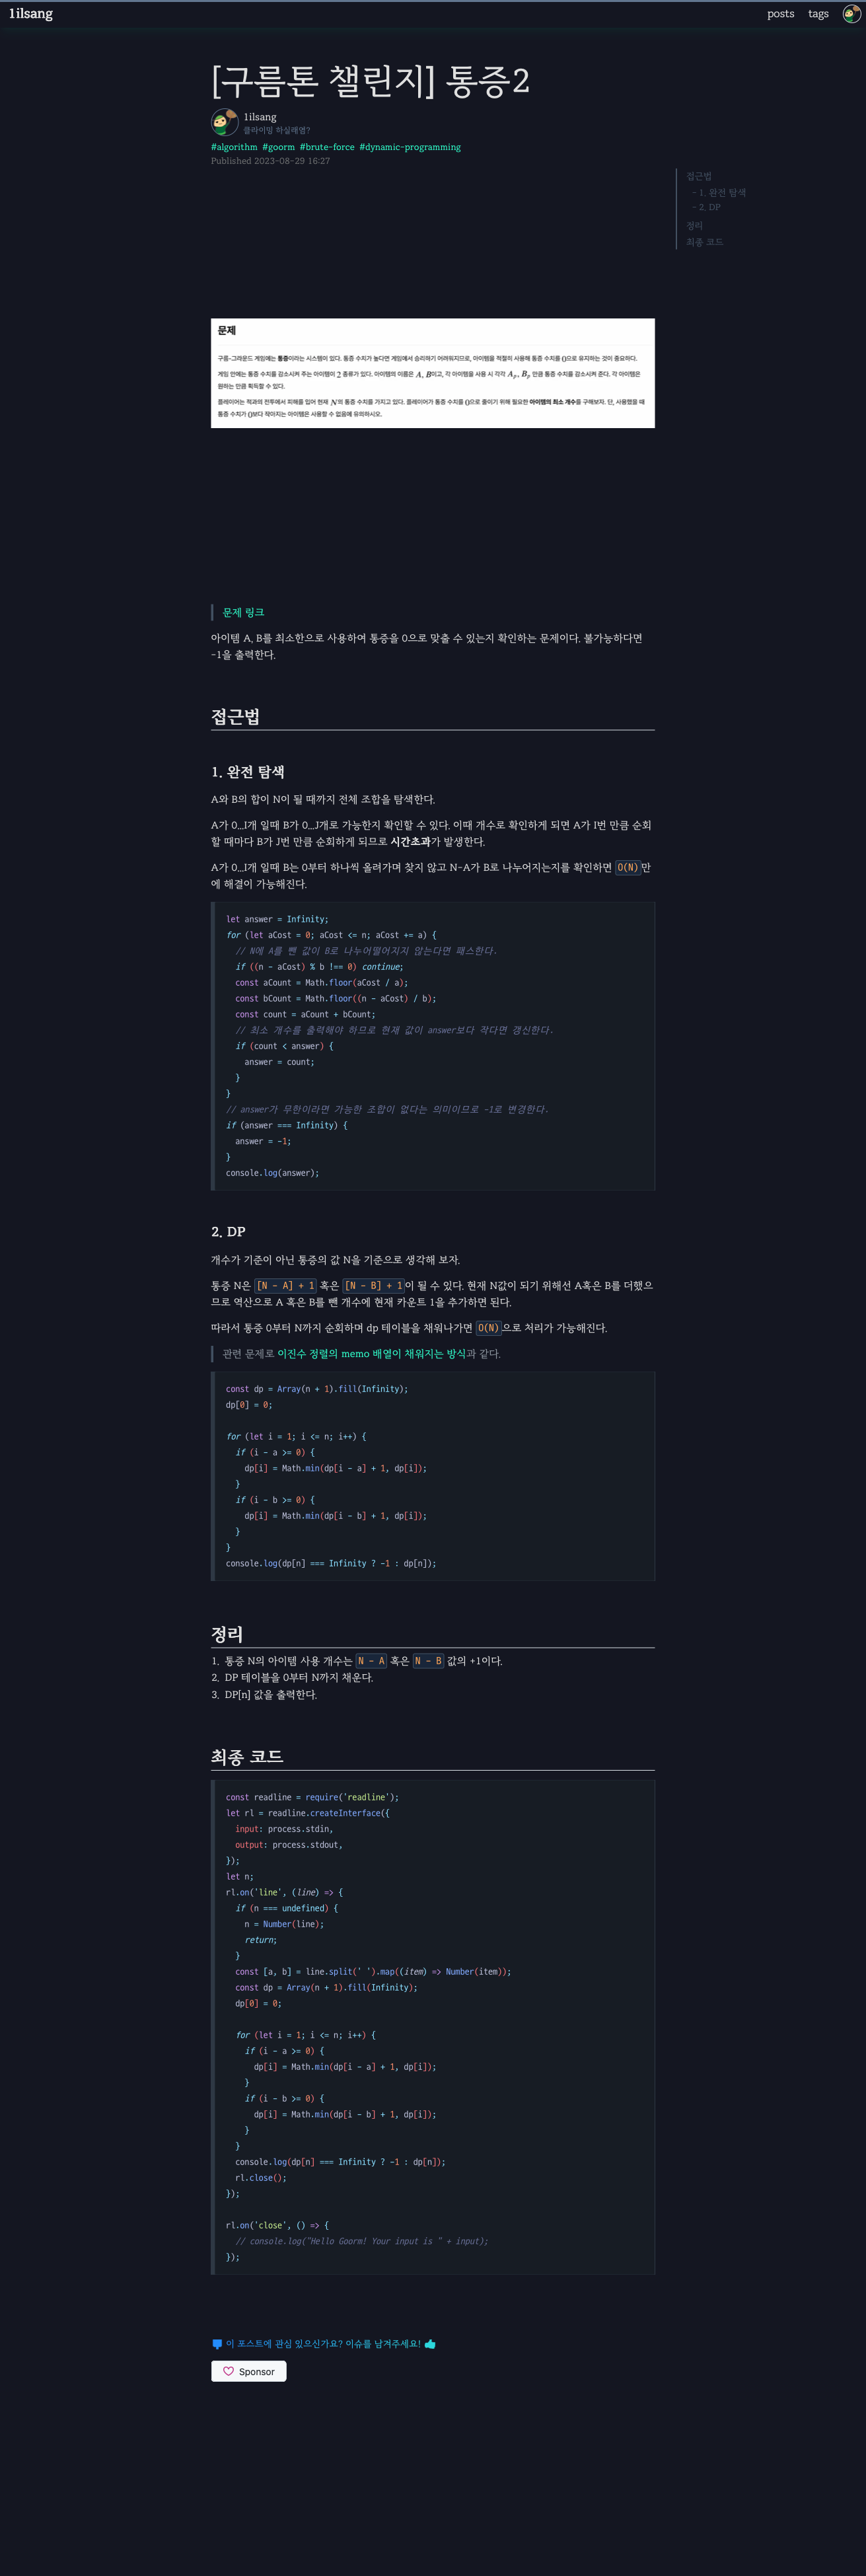 1ilsang
posts
tags
[구름톤 챌린지] 통증2
1ilsang
클라이밍 하실래염?
#algorithm #goorm #brute-force #dynamic-programming
Published 2023-08-29 16:27
접근법
- 1. 완전 탐색
- 2. DP
정리
최종 코드
문제
구름-그라운드 게임에는 통증이라는 시스템이 있다. 통증 수치가 높다면 게임에서 승리하기 어려워지므로, 아이템을 적절히 사용해 통증 수치를 0으로 유지하는 것이 중요하다.
게임 안에는 통증 수치를 감소시켜 주는 아이템이 2 종류가 있다. 아이템의 이름은 A, B이고, 각 아이템을 사용 시 각각 Ap, Bp 만큼 통증 수치를 감소시켜 준다. 각 아이템은
원하는 만큼 획득할 수 있다.
플레이어는 적과의 전투에서 피해를 입어 현재 N의 통증 수치를 가지고 있다. 플레이어가 통증 수치를 0으로 줄이기 위해 필요한 아이템의 최소 개수를 구해보자. 단, 사용했을 때
통증 수치가 0보다 작아지는 아이템은 사용할 수 없음에 유의하시오.
문제 링크
아이템 A, B를 최소한으로 사용하여 통증을 0으로 맞출 수 있는지 확인하는 문제이다. 불가능하다면
-1을 출력한다.
접근법
1. 완전 탐색
A와 B의 합이 N이 될 때까지 전체 조합을 탐색한다.
A가 0...I개 일때 B가 0...J개로 가능한지 확인할 수 있다. 이때 개수로 확인하게 되면 A가 I번 만큼 순회
할 때마다 B가 J번 만큼 순회하게 되므로 시간초과가 발생한다.
A가 0...I개 일때 B는 0부터 하나씩 올려가며 찾지 않고 N-A가 B로 나누어지는지를 확인하면 O(N)만
에 해결이 가능해진다.
let answer = Infinity;
for (let aCost = 0; aCost <= n; aCost += a) {
  // N에 A를 뺀 값이 B로 나누어떨어지지 않는다면 패스한다.
  if ((n - aCost) % b !== 0) continue;
  const aCount = Math.floor(aCost / a);
  const bCount = Math.floor((n - aCost) / b);
  const count = aCount + bCount;
  // 최소 개수를 출력해야 하므로 현재 값이 answer보다 작다면 갱신한다.
  if (count < answer) {
    answer = count;
  }
}
// answer가 무한이라면 가능한 조합이 없다는 의미이므로 -1로 변경한다.
if (answer === Infinity) {
  answer = -1;
}
console.log(answer);
2. DP
개수가 기준이 아닌 통증의 값 N을 기준으로 생각해 보자.
통증 N은 [N - A] + 1 혹은 [N - B] + 1이 될 수 있다. 현재 N값이 되기 위해선 A혹은 B를 더했으
므로 역산으로 A 혹은 B를 뺀 개수에 현재 카운트 1을 추가하면 된다.
따라서 통증 0부터 N까지 순회하며 dp 테이블을 채워나가면 O(N)으로 처리가 가능해진다.
관련 문제로 이진수 정렬의 memo 배열이 채워지는 방식과 같다.
const dp = Array(n + 1).fill(Infinity);
dp[0] = 0;
for (let i = 1; i <= n; i++) {
  if (i - a >= 0) {
    dp[i] = Math.min(dp[i - a] + 1, dp[i]);
  }
  if (i - b >= 0) {
    dp[i] = Math.min(dp[i - b] + 1, dp[i]);
  }
}
console.log(dp[n] === Infinity ? -1 : dp[n]);
정리
1. 통증 N의 아이템 사용 개수는 N - A 혹은 N - B 값의 +1이다.
2. DP 테이블을 0부터 N까지 채운다.
3. DP[n] 값을 출력한다.
최종 코드
const readline = require('readline');
let rl = readline.createInterface({
  input: process.stdin,
  output: process.stdout,
});
let n;
rl.on('line', (line) => {
  if (n === undefined) {
    n = Number(line);
    return;
  }
  const [a, b] = line.split(' ').map((item) => Number(item));
  const dp = Array(n + 1).fill(Infinity);
  dp[0] = 0;
  for (let i = 1; i <= n; i++) {
    if (i - a >= 0) {
      dp[i] = Math.min(dp[i - a] + 1, dp[i]);
    }
    if (i - b >= 0) {
      dp[i] = Math.min(dp[i - b] + 1, dp[i]);
    }
  }
  console.log(dp[n] === Infinity ? -1 : dp[n]);
  rl.close();
});
rl.on('close', () => {
  // console.log("Hello Goorm! Your input is " + input);
});
이 포스트에 관심 있으신가요? 이슈를 남겨주세요!
Sponsor